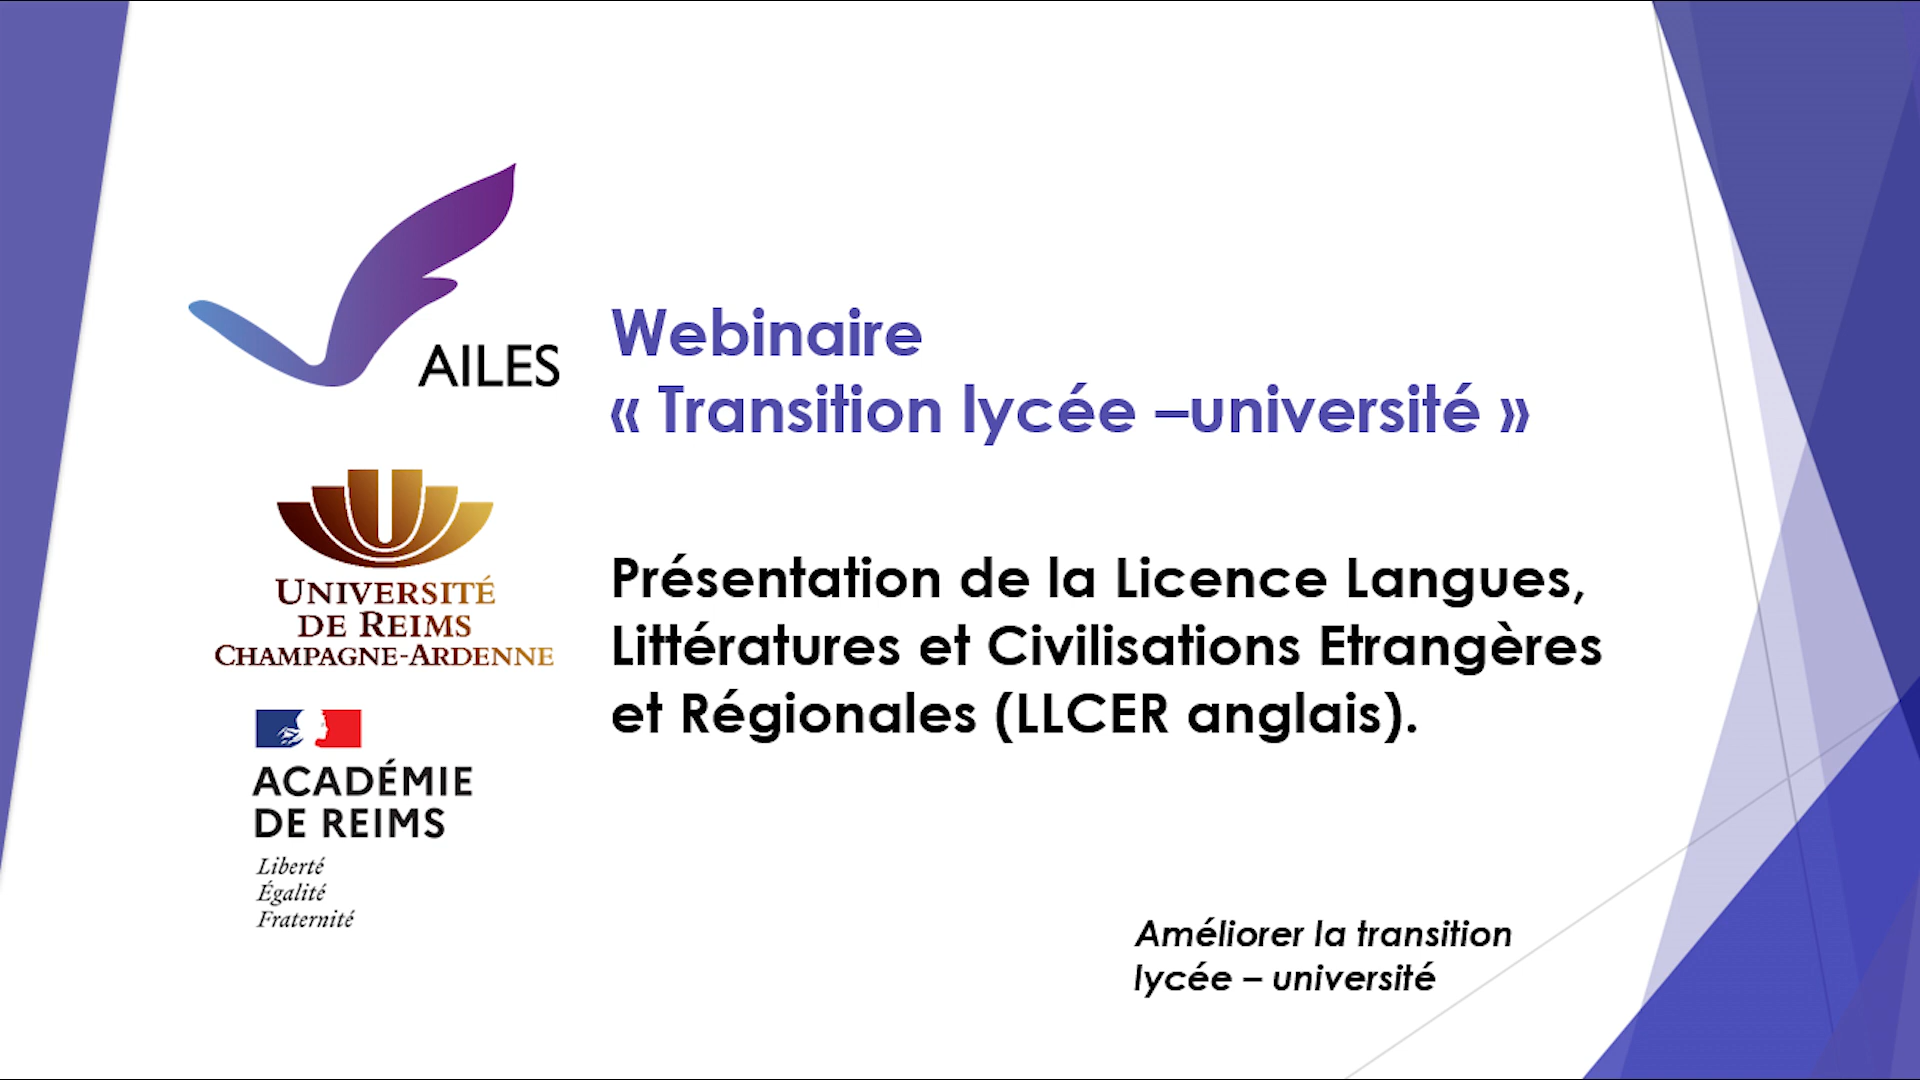 AILES
Webinaire
« Transition lycée –université »
UNIVERSITÉ
DE REIMS
CHAMPAGNE-ARDENNE
Présentation de la Licence Langues,
Littératures et Civilisations Etrangères
et Régionales (LLCER anglais).
ACADÉMIE
DE REIMS
Liberté
Égalité
Fraternité
Améliorer la transition
lycée – université